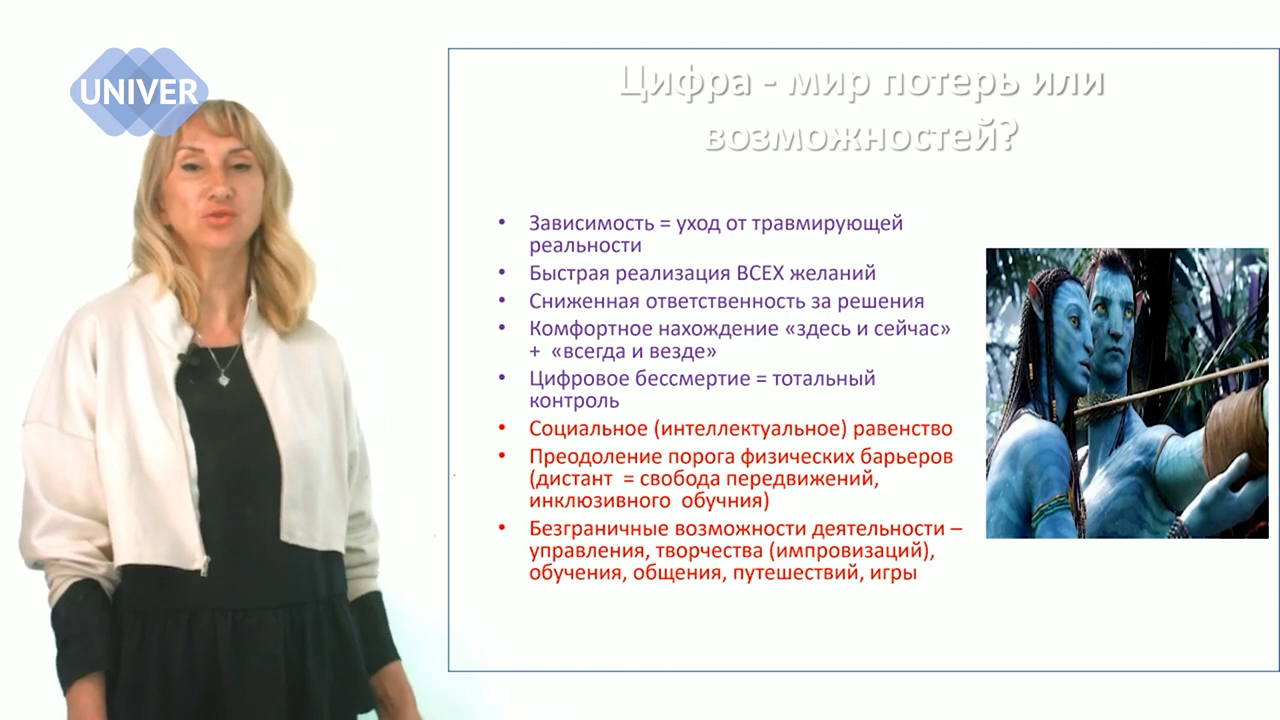 UNIVER
Цифра - мир потерь или
возможностей?
• Зависимость = уход от травмирующей
реальности
• Быстрая реализация ВСЕХ желаний
• Сниженная ответственность за решения
• Комфортное нахождение «здесь и сейчас»
+ «всегда и везде»
• Цифровое бессмертие = тотальный
контроль
• Социальное (интеллектуальное) равенство
• Преодоление порога физических барьеров
(дистант = свобода передвижений,
инклюзивного обучния)
• Безграничные возможности деятельности –
управления, творчества (импровизаций),
обучения, общения, путешествий, игры